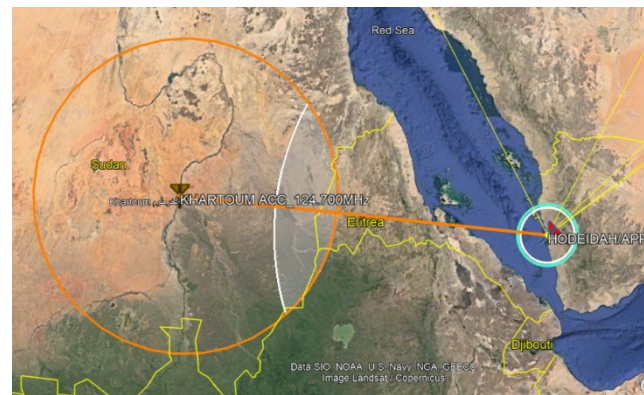 Red Sea
Sudan
Khartoum
KHARTOUM ACC_124.700MHz
Eritrea
HODEIDAH/APP
Djibouti
Data SIO, NOAA, U.S. Navy, NGA, GEBCO
Image Landsat / Copernicus